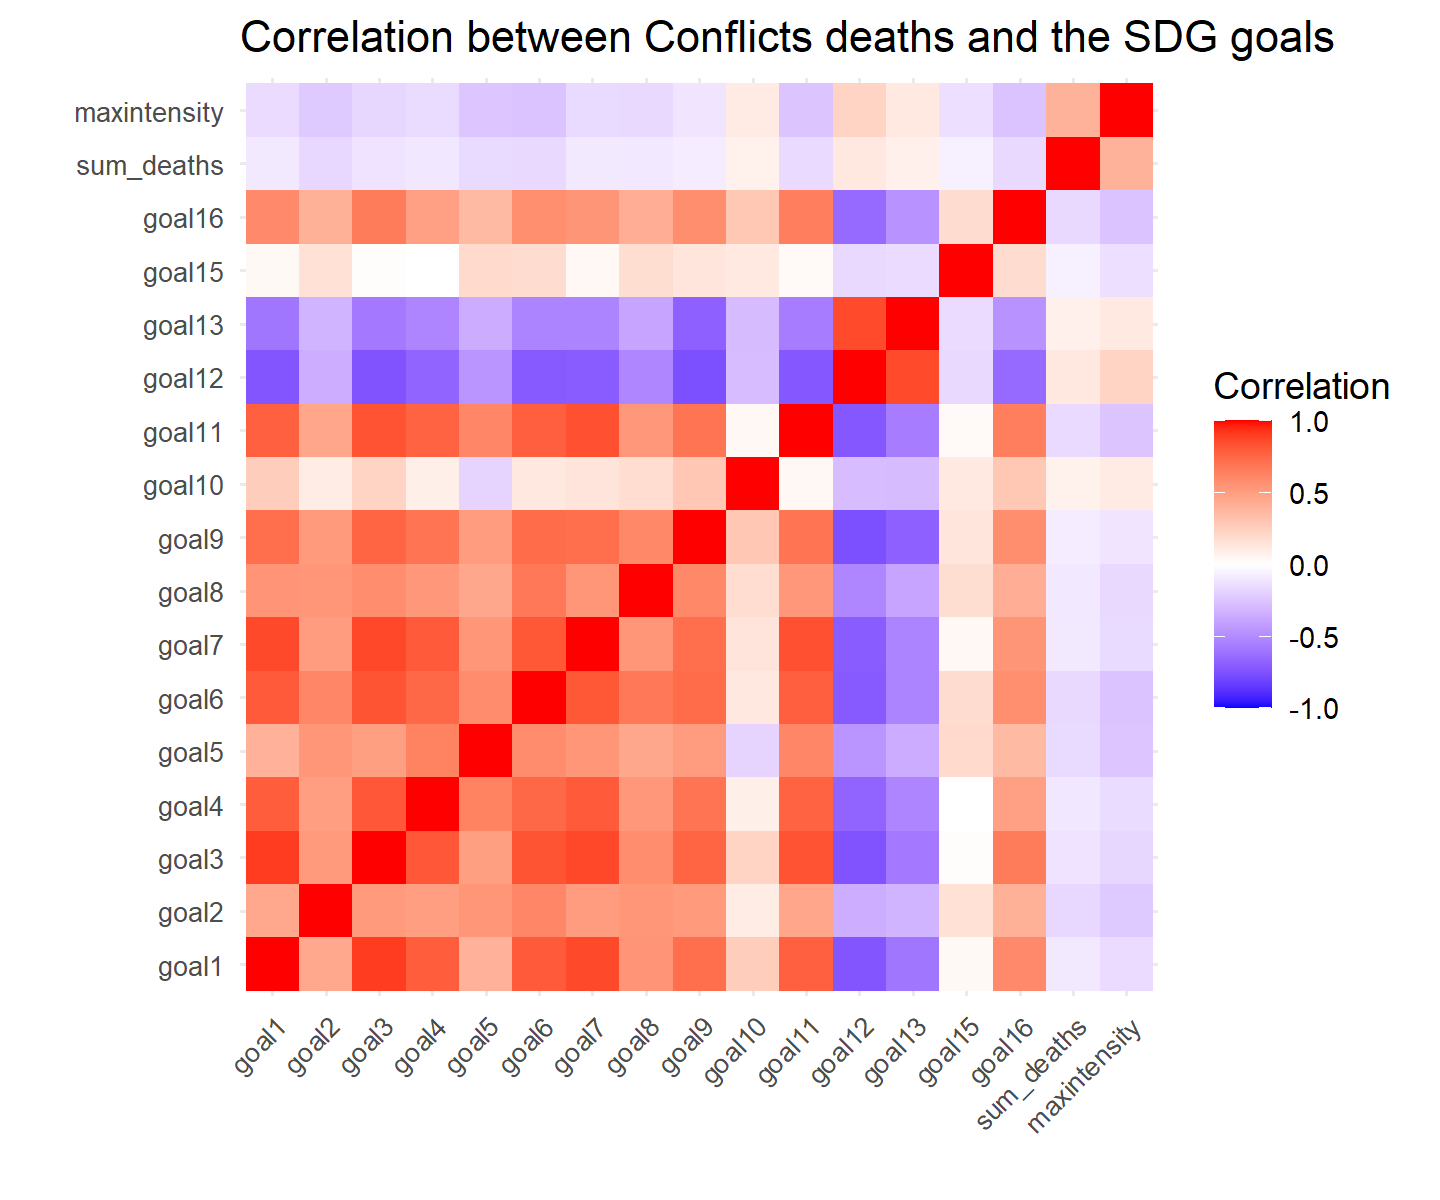 Correlation between Conflicts deaths and the SDG goals
maxintensity
sum_deaths
goal16
goal15
goal13
goal12
goal11
goal10
goal9
goal8
goal7
goal6
goal5
goal4
goal3
goal2
goal1
goal1
goal2
goal3
goal4
goal5
goal6
goal7
goal8
goal9
goal10
goal11
goal12
goal13
goal15
goal16
sum_deaths
maxintensity
Correlation
1.0
0.5
0.0
-0.5
-1.0